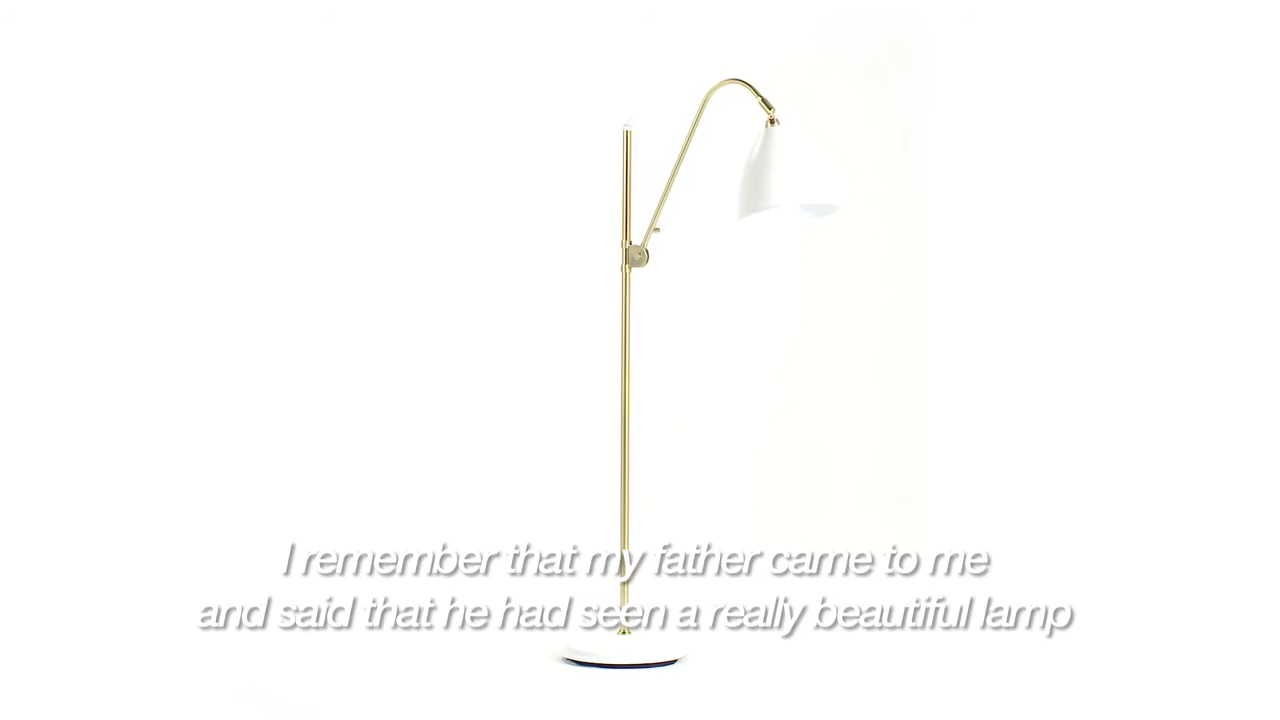 I remember that my father came to me
and said that he had seen a really beautiful lamp